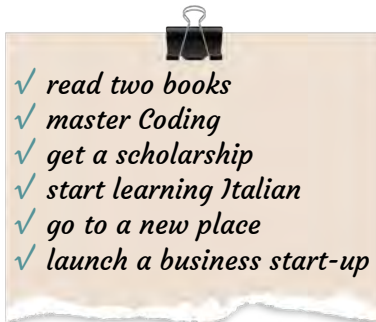 √ read two books
√ master Coding
√ get a scholarship
√ start learning Italian
√ go to a new place
√ launch a business start-up